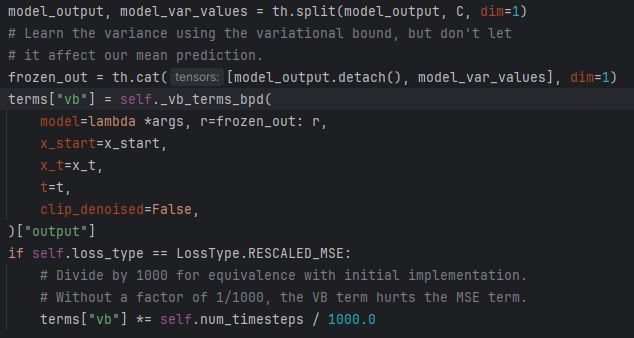 model_output, model_var_values = th.split(model_output, C, dim=1)
# Learn the variance using the variational bound, but don't let
# it affect our mean prediction.
frozen_out = th.cat( tensors: [model_output.detach(), model_var_values], dim=1)
terms["vb"] = self._vb_terms_bpd(
    model=lambda *args, r=frozen_out: r,
    x_start=x_start,
    x_t=x_t,
    t=t,
    clip_denoised=False,
)["output"]
if self.loss_type == LossType.RESCALED_MSE:
    # Divide by 1000 for equivalence with initial implementation.
    # Without a factor of 1/1000, the VB term hurts the MSE term.
    terms["vb"] *= self.num_timesteps / 1000.0